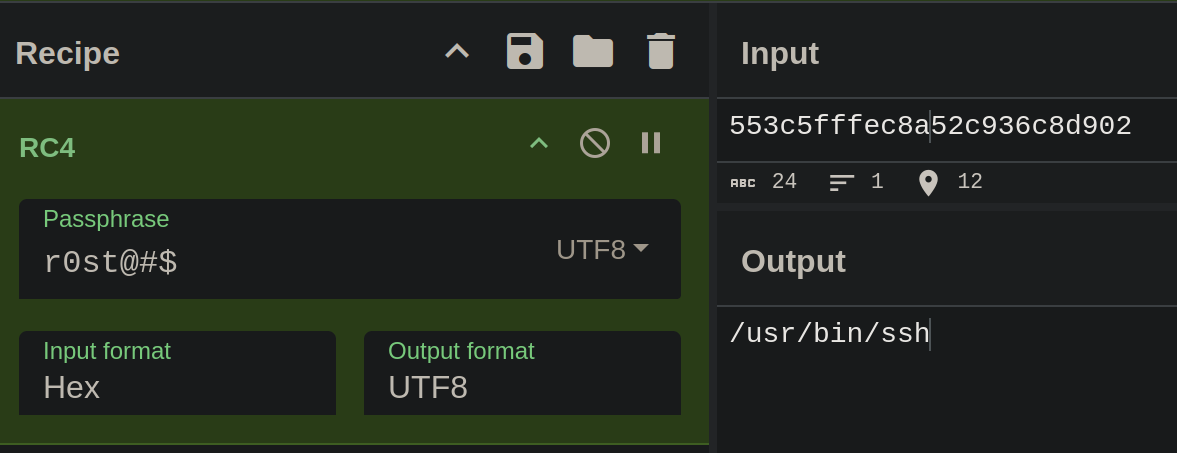 Recipe
RC4
Passphrase
r0st@#$
UTF8
Input format
Hex
Output format
UTF8
Input
553c5fffec8a52c936c8d902
ABC 24 1 12
Output
/usr/bin/ssh